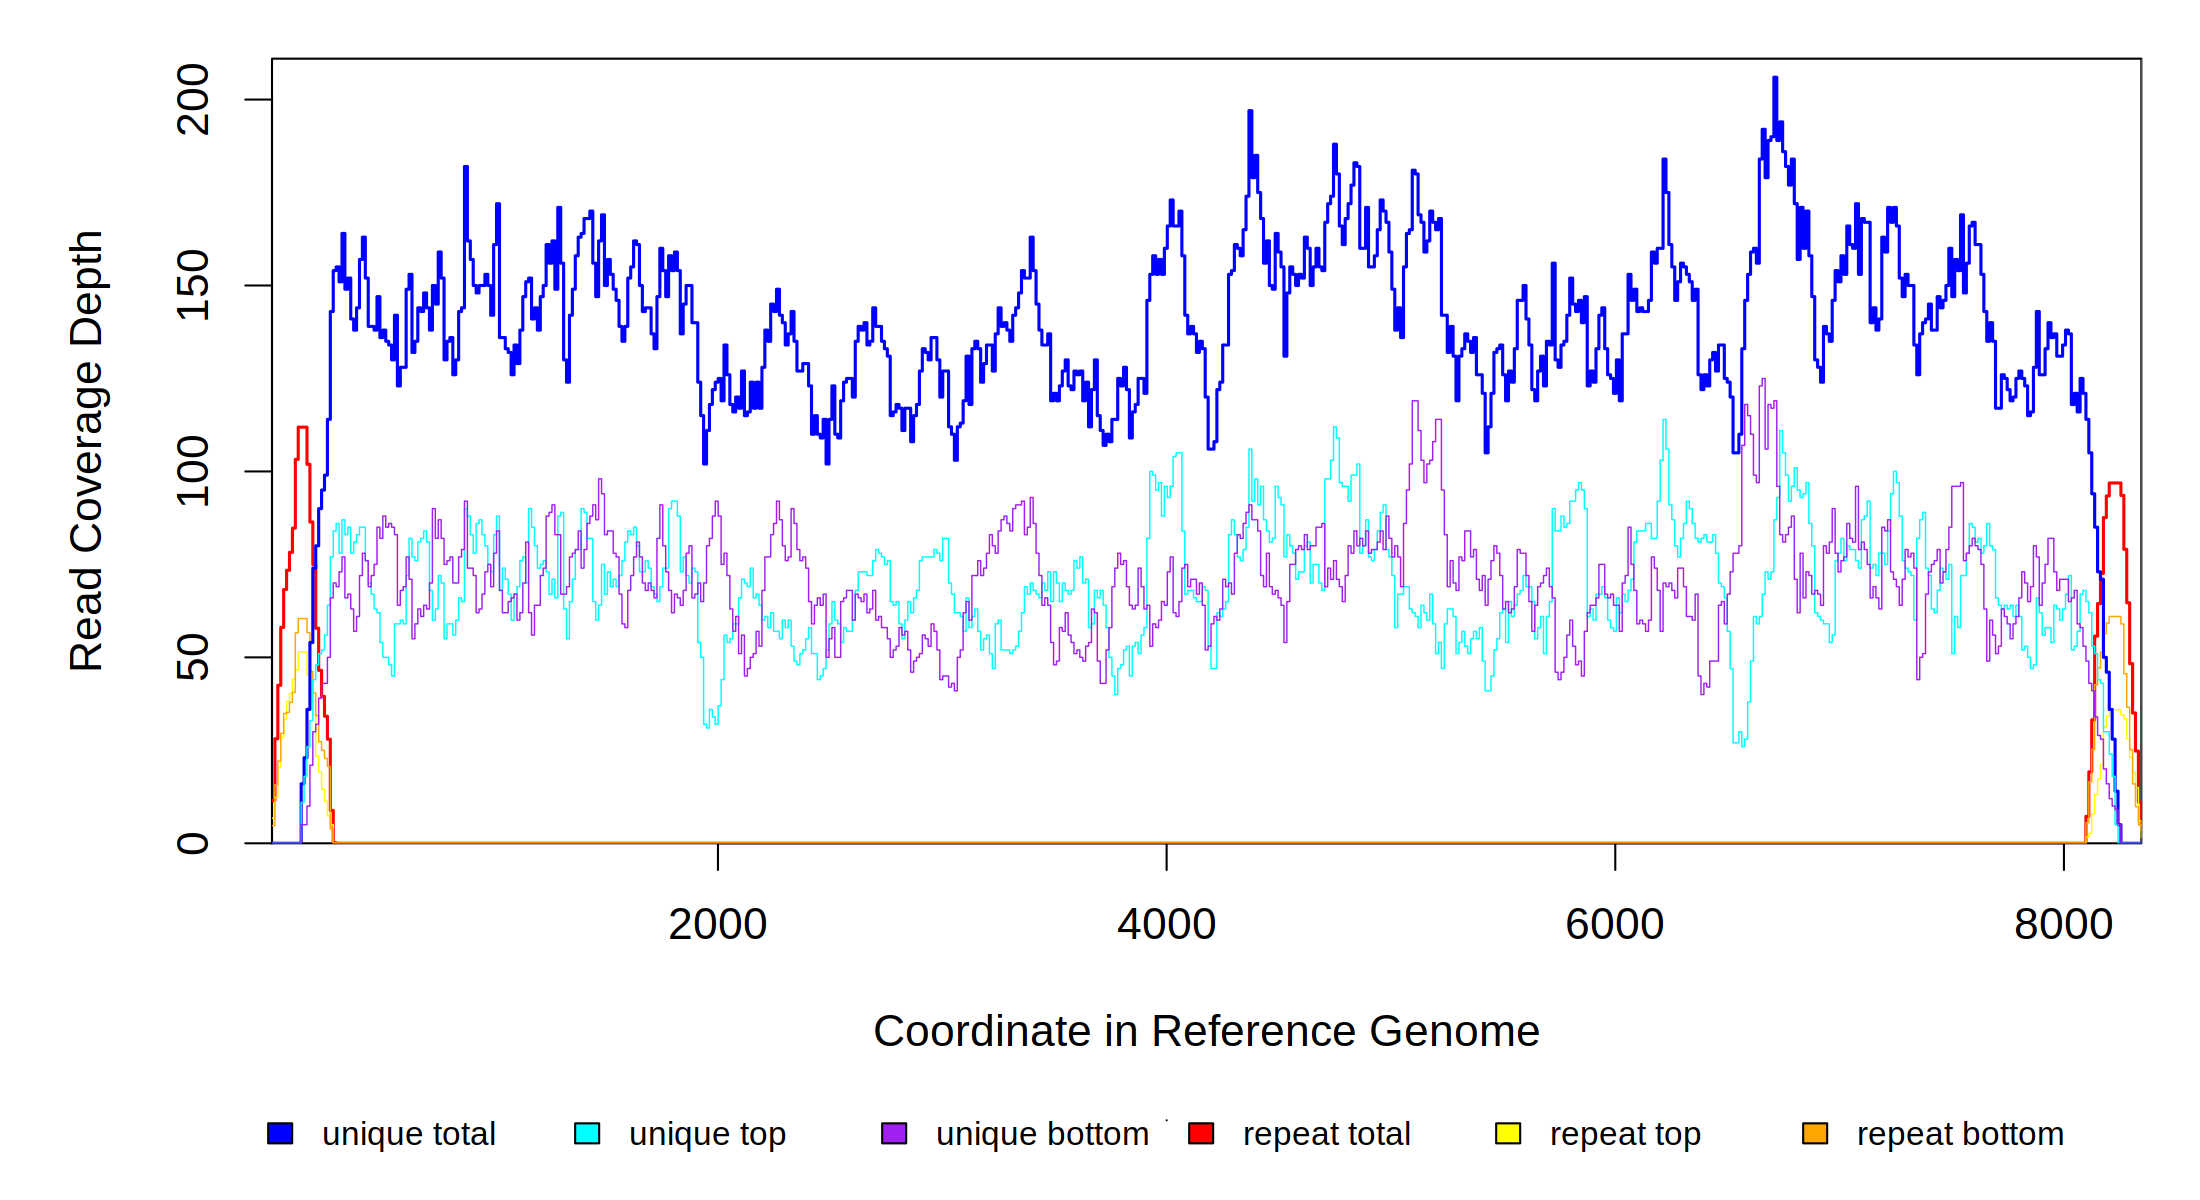 200
150
100
50
0
Read Coverage Depth
2000 4000 6000 8000
Coordinate in Reference Genome
unique total unique top unique bottom repeat total repeat top repeat bottom